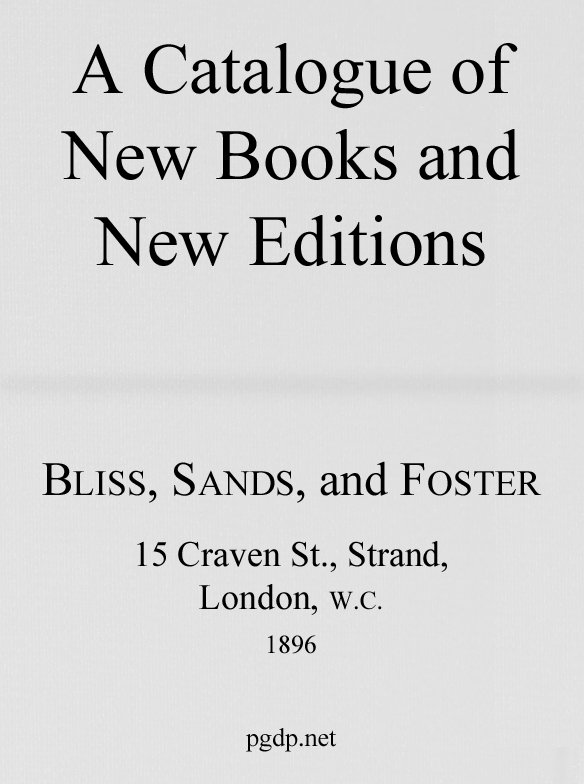 A Catalogue of
New Books and
New Editions
BLISS, SANDS, and FOSTER
15 Craven St., Strand,
London, W.C.
1896
pgdp.net